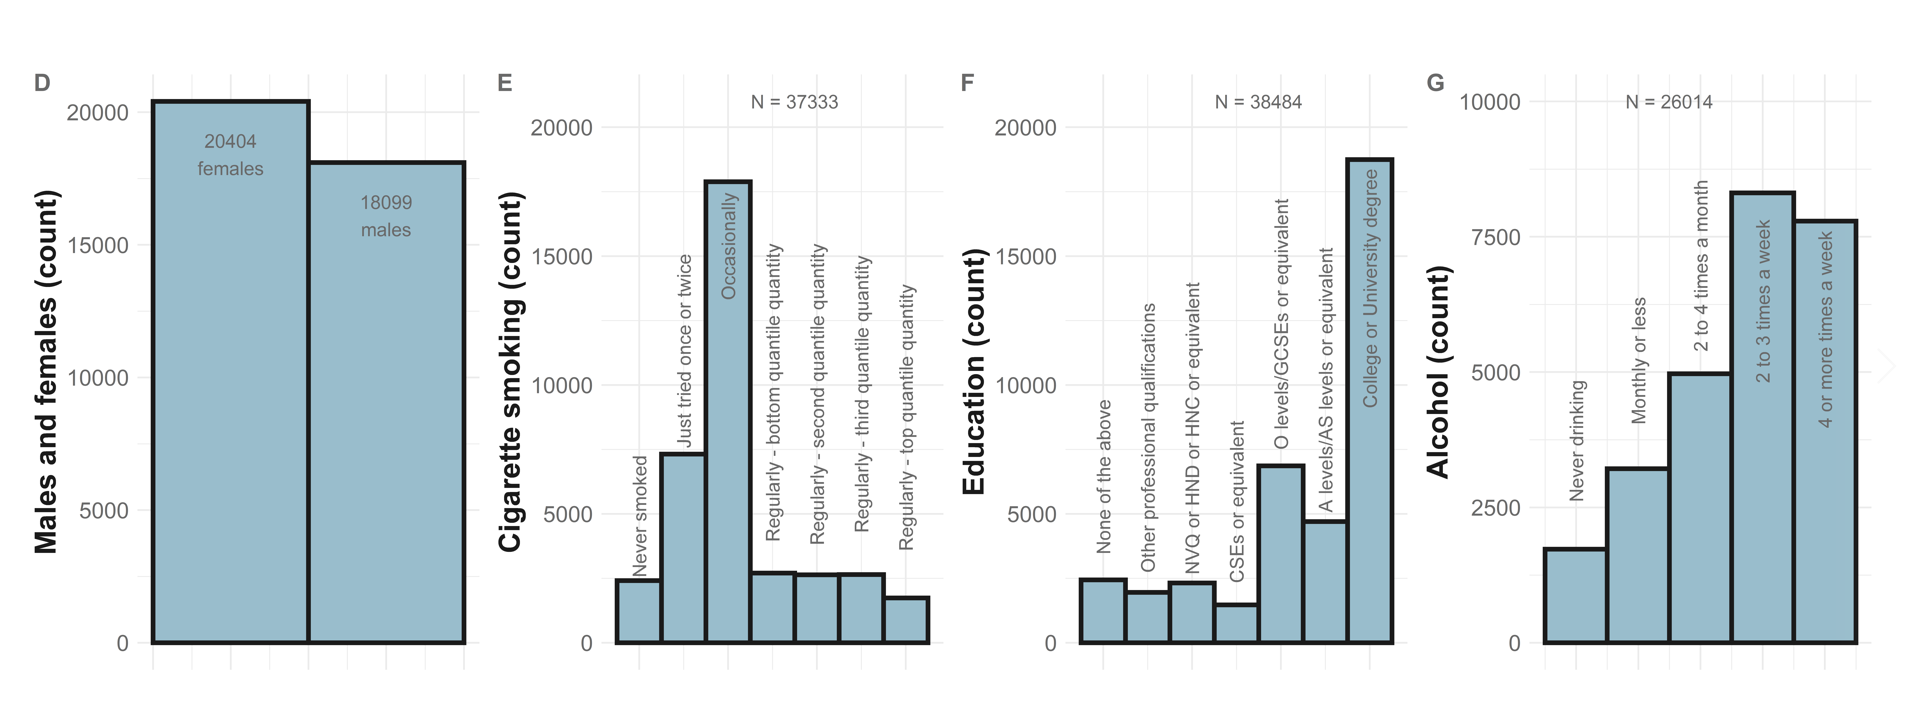 D
Males and females (count)
20000
15000
10000
5000
0
20404
females
18099
males
E
Cigarette smoking (count)
N = 37333
20000
15000
10000
5000
0
Never smoked
Just tried once or twice
Occasionally
Regularly - bottom quantile quantity
Regularly - second quantile quantity
Regularly - third quantile quantity
Regularly - top quantile quantity
F
Education (count)
N = 38484
20000
15000
10000
5000
0
None of the above
Other professional qualifications
NVQ or HND or HNC or equivalent
CSEs or equivalent
O levels/GCSEs or equivalent
A levels/AS levels or equivalent
College or University degree
G
Alcohol (count)
N = 26014
10000
7500
5000
2500
0
Never drinking
Monthly or less
2 to 4 times a month
2 to 3 times a week
4 or more times a week